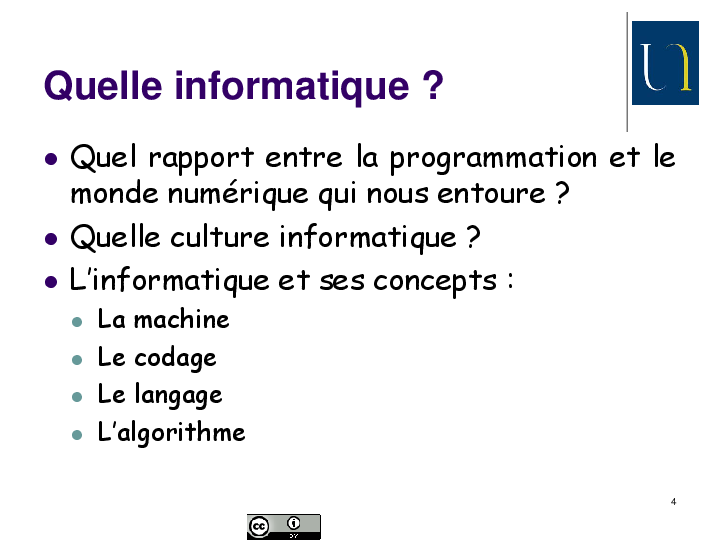 Quelle informatique ?
Quel rapport entre la programmation et le
monde numérique qui nous entoure ?
Quelle culture informatique ?
L’informatique et ses concepts :
La machine
Le codage
Le langage
L’algorithme
4
cc
BY